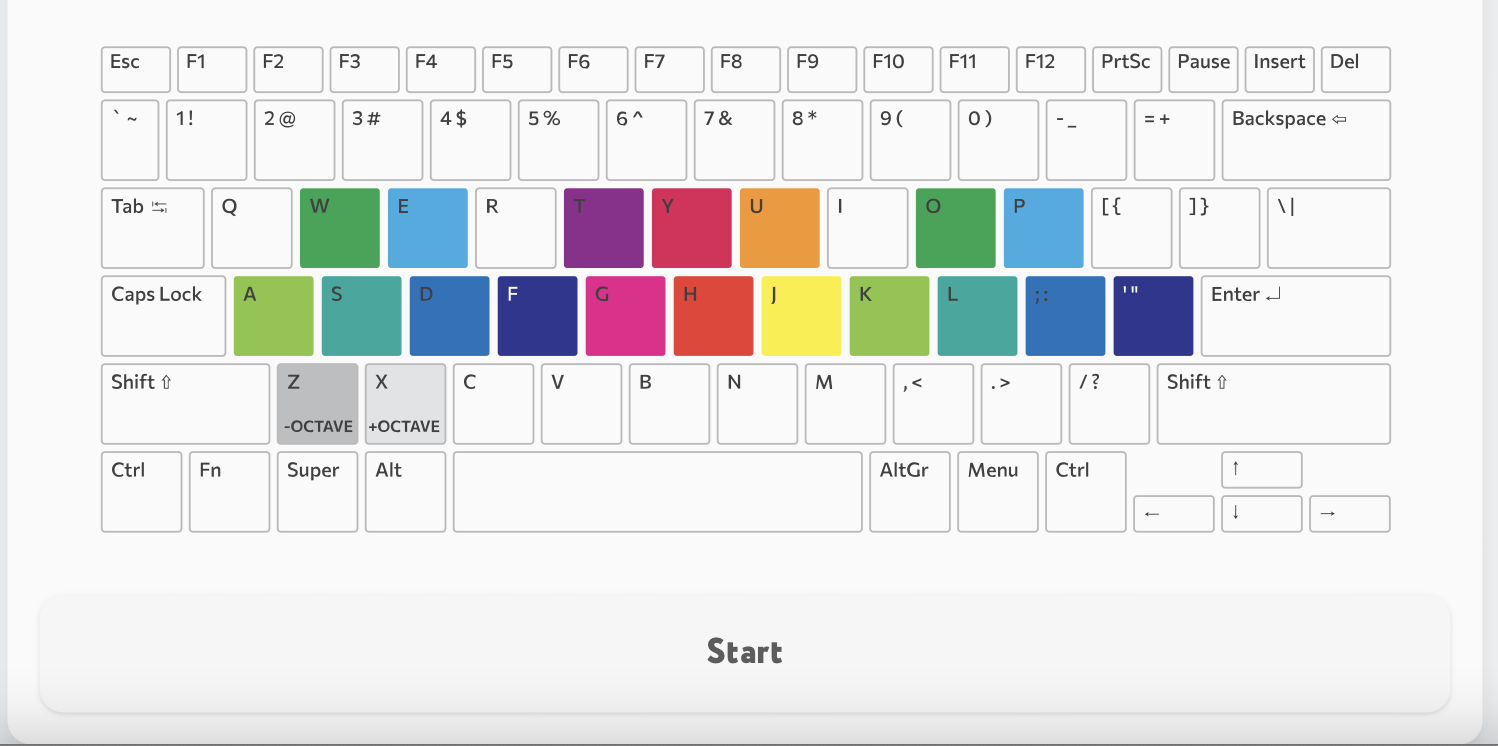 Esc F1 F2 F3 F4 F5 F6 F7 F8 F9 F10 F11 F12 PrtSc Pause Insert Del
` ~ 1 ! 2 @ 3 # 4 $ 5 % 6 ^ 7 & 8 * 9 ( 0 ) - _ = + Backspace ⇦
Tab ↹ Q W E R T Y U I O P [ { ] } \ |
Caps Lock A S D F G H J K L ; : ' " Enter ↵
Shift ⇧ Z X C V B N M , < . > / ? Shift ⇧
-OCTAVE +OCTAVE
Ctrl Fn Super Alt AltGr Menu Ctrl ↑
← ↓ →
Start